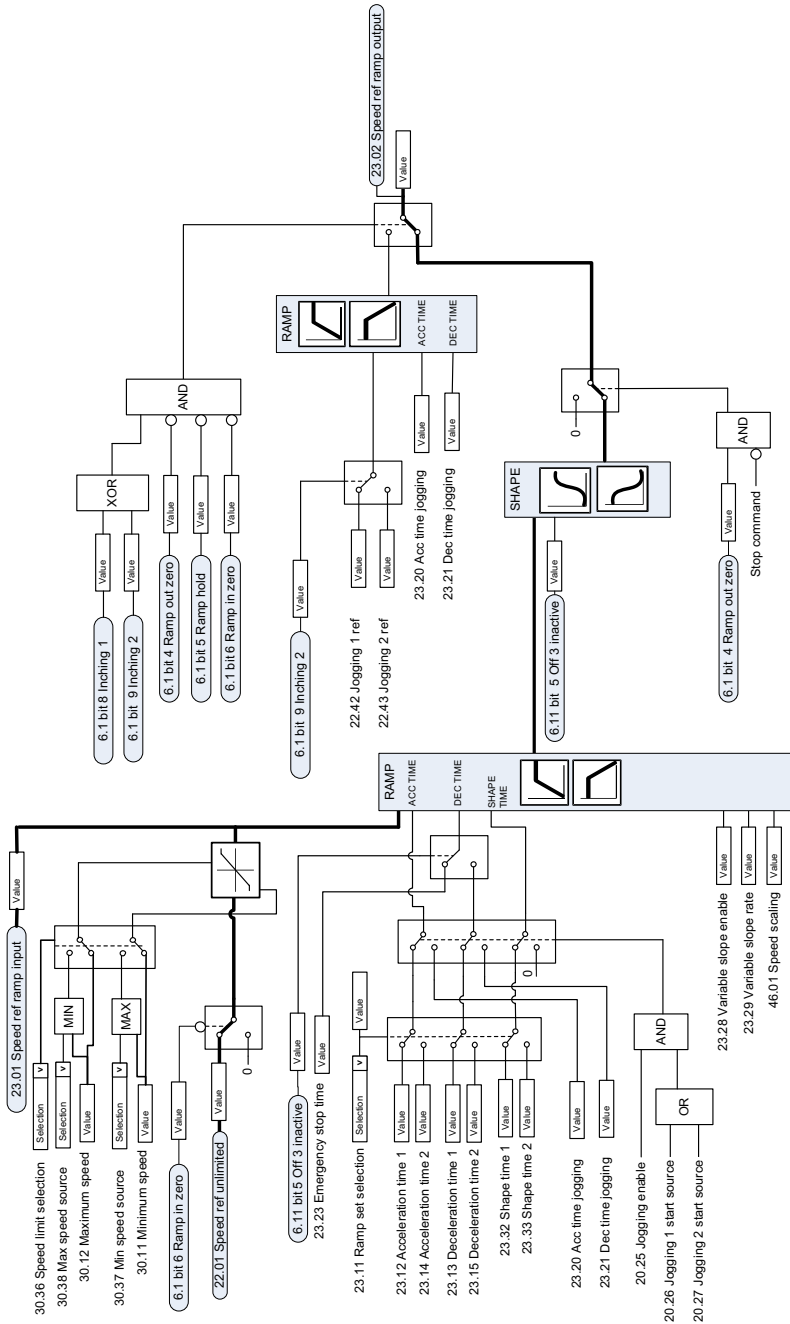 23.01 Speed ref ramp input
Value
30.36 Speed limit selection
Selection
v
30.38 Max speed source
Selection
v
30.12 Maximum speed
Value
MIN
30.37 Min speed source
Selection
v
30.11 Minimum speed
Value
MAX
6.1 bit 6 Ramp in zero
Value
22.01 Speed ref unlimited
Value
0
6.11 bit 5 Off 3 inactive
Value
23.23 Emergency stop time
Value
23.11 Ramp set selection
Selection
v
Value
23.12 Acceleration time 1
Value
23.14 Acceleration time 2
Value
23.13 Deceleration time 1
Value
23.15 Deceleration time 2
Value
23.32 Shape time 1
Value
23.33 Shape time 2
Value
0
23.20 Acc time jogging
Value
23.21 Dec time jogging
Value
20.25 Jogging enable
AND
20.26 Jogging 1 start source
OR
20.27 Jogging 2 start source
RAMP
ACC TIME
DEC TIME
SHAPE
TIME
23.28 Variable slope enable
Value
23.29 Variable slope rate
Value
46.01 Speed scaling
Value
6.1 bit 8 Inching 1
Value
6.1 bit 9 Inching 2
Value
XOR
6.1 bit 4 Ramp out zero
Value
6.1 bit 5 Ramp hold
Value
6.1 bit 6 Ramp in zero
Value
AND
6.1 bit 9 Inching 2
Value
22.42 Jogging 1 ref
Value
22.43 Jogging 2 ref
Value
23.20 Acc time jogging
Value
23.21 Dec time jogging
Value
RAMP
ACC TIME
DEC TIME
6.11 bit 5 Off 3 inactive
Value
SHAPE
0
6.1 bit 4 Ramp out zero
Value
AND
Stop command
23.02 Speed ref ramp output
Value